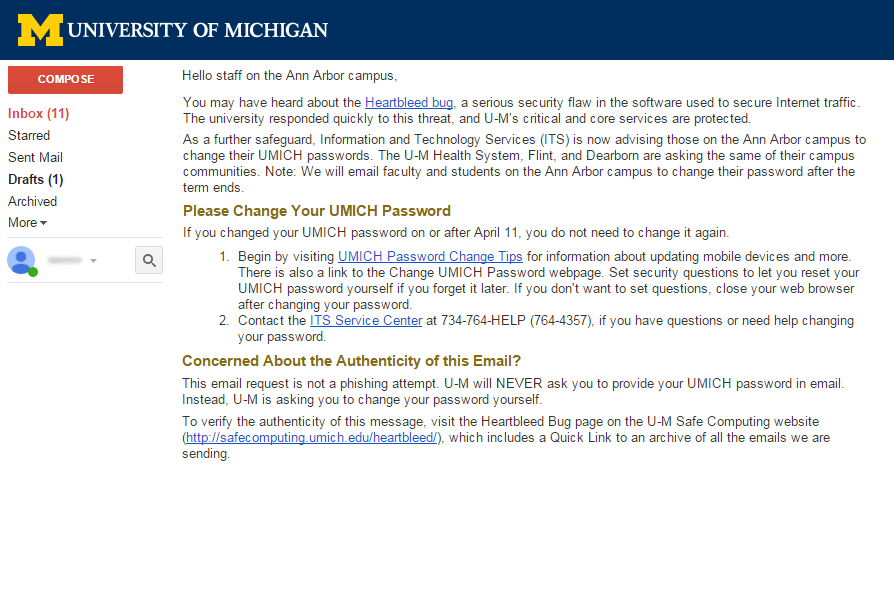 M UNIVERSITY OF MICHIGAN
COMPOSE
Inbox (11)
Starred
Sent Mail
Drafts (1)
Archived
More
Hello staff on the Ann Arbor campus,
You may have heard about the Heartbleed bug, a serious security flaw in the software used to secure Internet traffic.
The university responded quickly to this threat, and U-M's critical and core services are protected.
As a further safeguard, Information and Technology Services (ITS) is now advising those on the Ann Arbor campus to
change their UMICH passwords. The U-M Health System, Flint, and Dearborn are asking the same of their campus
communities. Note: We will email faculty and students on the Ann Arbor campus to change their password after the
term ends.
Please Change Your UMICH Password
If you changed your UMICH password on or after April 11, you do not need to change it again.
1. Begin by visiting UMICH Password Change Tips for information about updating mobile devices and more.
There is also a link to the Change UMICH Password webpage. Set security questions to let you reset your
UMICH password yourself if you forget it later. If you don't want to set questions, close your web browser
after changing your password.
2. Contact the ITS Service Center at 734-764-HELP (764-4357), if you have questions or need help changing
your password.
Concerned About the Authenticity of this Email?
This email request is not a phishing attempt. U-M will NEVER ask you to provide your UMICH password in email.
Instead, U-M is asking you to change your password yourself.
To verify the authenticity of this message, visit the Heartbleed Bug page on the U-M Safe Computing website
(http://safecomputing.umich.edu/heartbleed/), which includes a Quick Link to an archive of all the emails we are
sending.